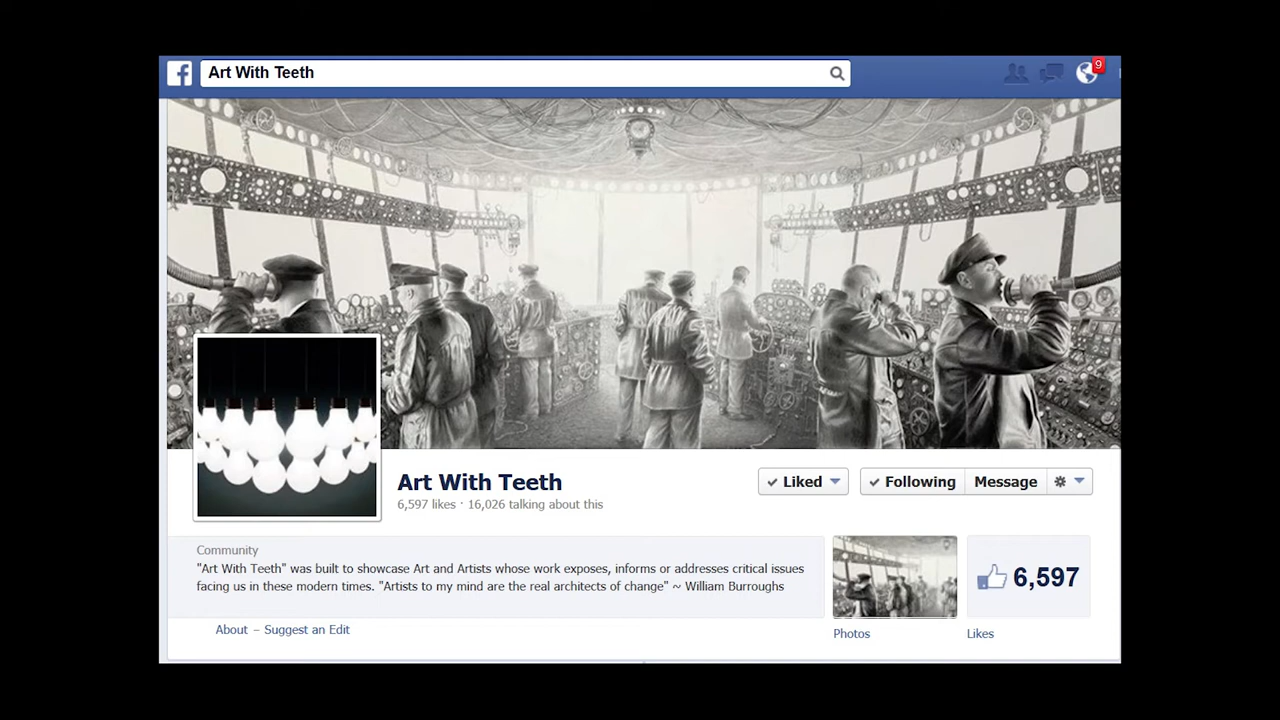 Art With Teeth
9
Art With Teeth
6,597 likes · 16,026 talking about this
✓ Liked
✓ Following
Message
Community
"Art With Teeth" was built to showcase Art and Artists whose work exposes, informs or addresses critical issues
facing us in these modern times. "Artists to my mind are the real architects of change" ~ William Burroughs
6,597
About – Suggest an Edit
Photos
Likes